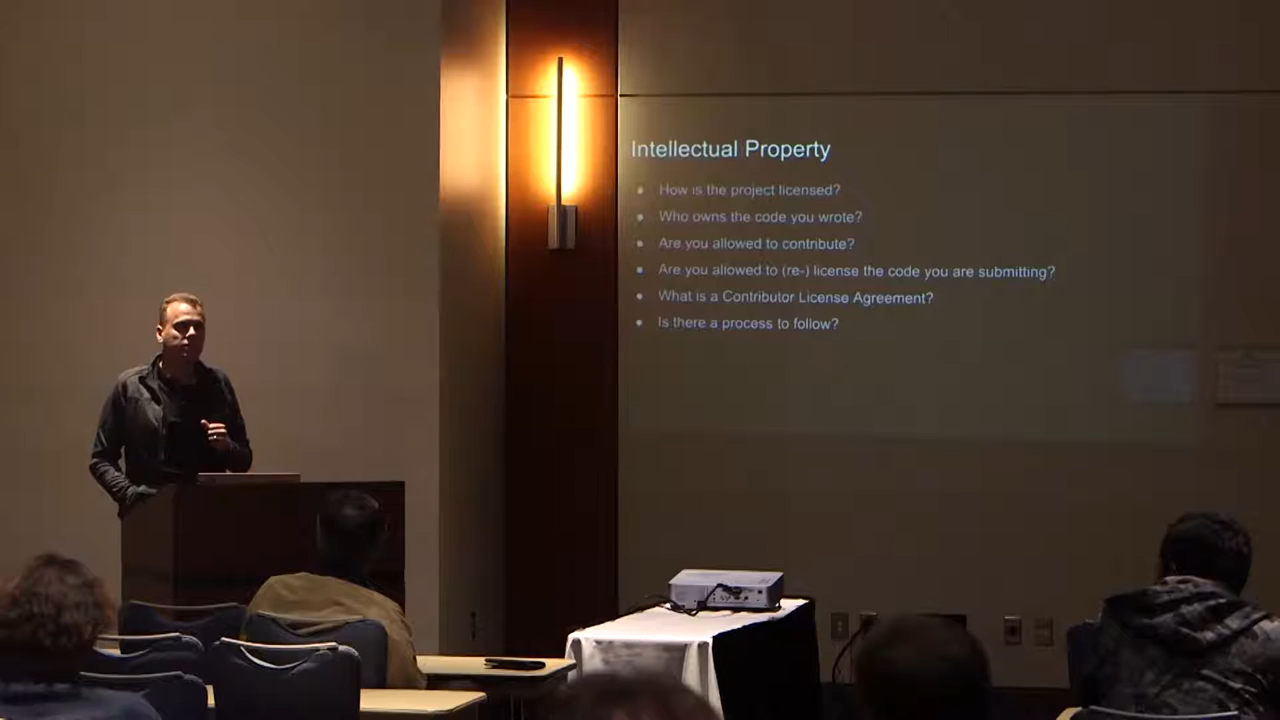 Intellectual Property
• How is the project licensed?
• Who owns the code you wrote?
• Are you allowed to contribute?
• Are you allowed to (re-) license the code you are submitting?
• What is a Contributor License Agreement?
• Is there a process to follow?